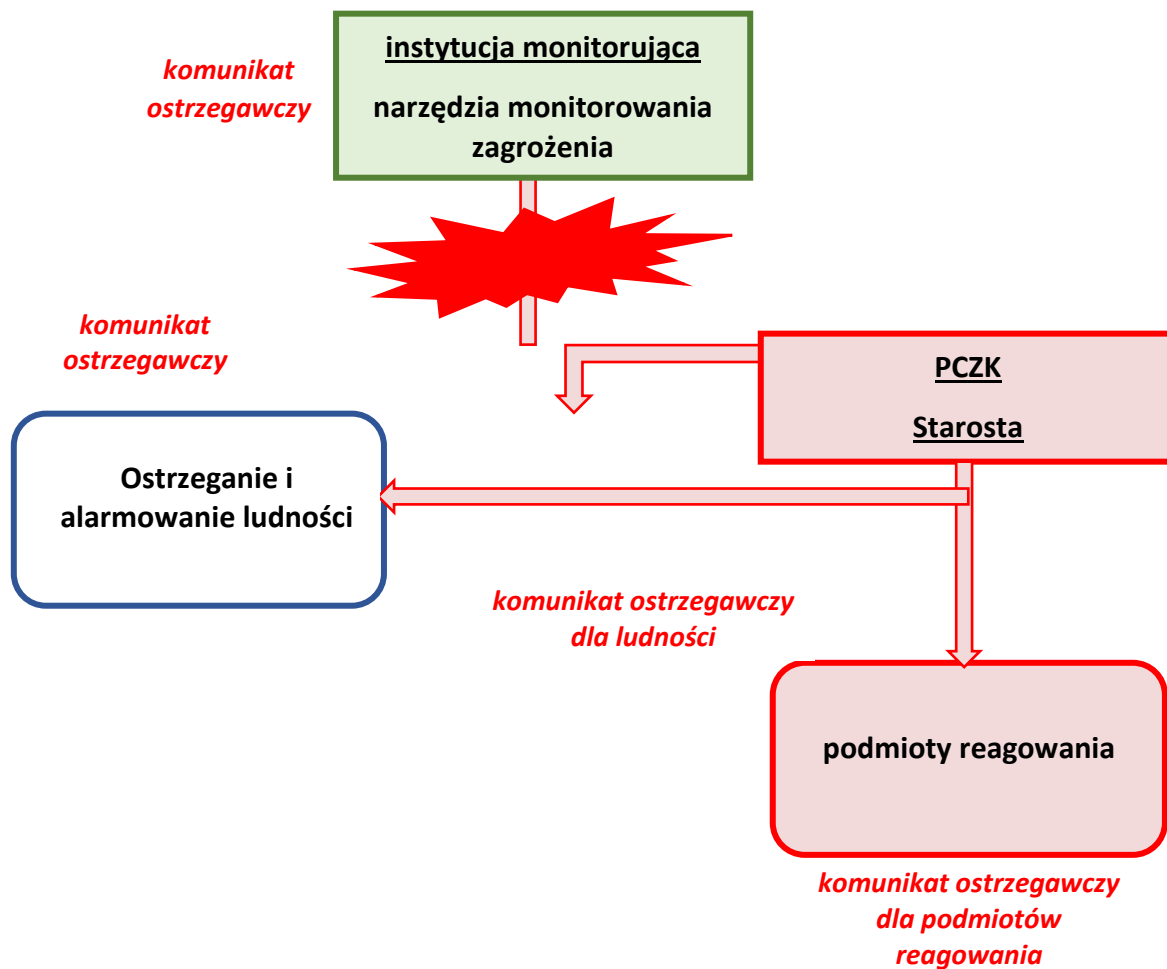 instytucja monitorująca
narzędzia monitorowania
zagrożenia
komunikat
ostrzegawczy
komunikat
ostrzegawczy
PCZK
Starosta
Ostrzeganie i
alarmowanie ludności
komunikat ostrzegawczy
dla ludności
podmioty reagowania
komunikat ostrzegawczy
dla podmiotów
reagowania